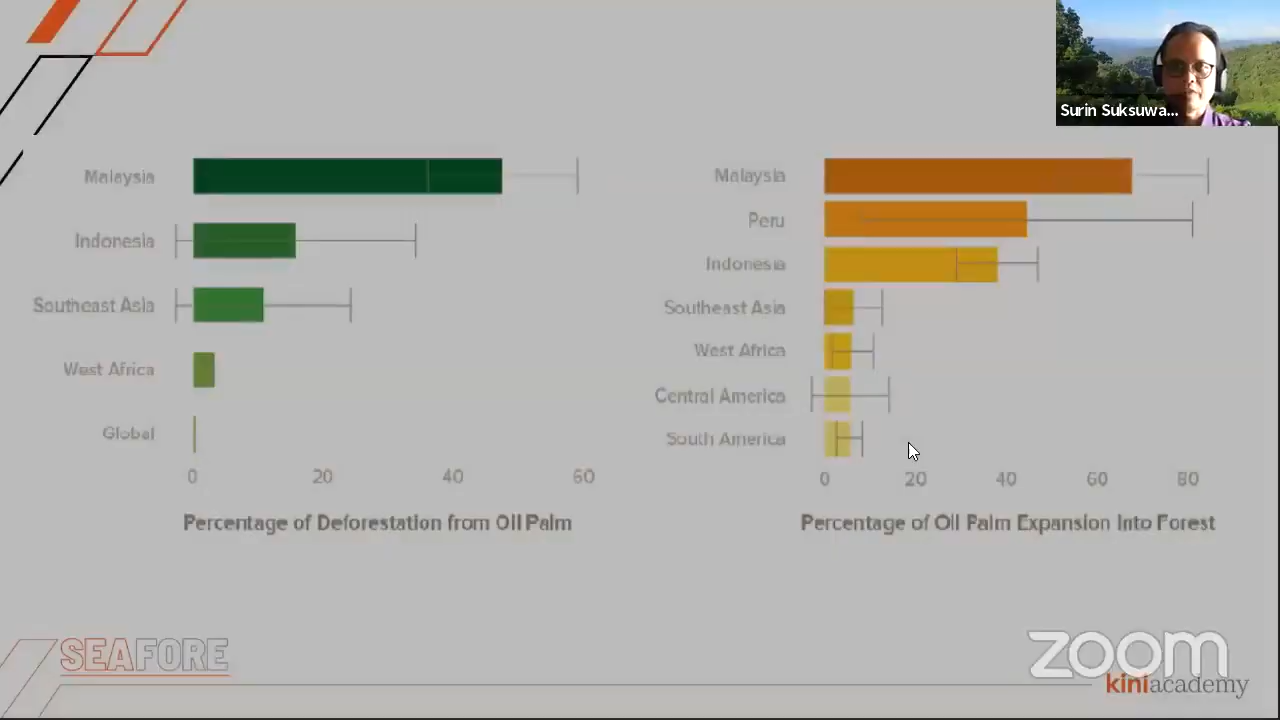 Surin Suksuwa...
Malaysia
Indonesia
Southeast Asia
West Africa
Global
0 20 40 60
Percentage of Deforestation from Oil Palm
Malaysia
Peru
Indonesia
Southeast Asia
West Africa
Central America
South America
0 20 40 60 80
Percentage of Oil Palm Expansion Into Forest
SEAFORE
zoom
kiniacademy